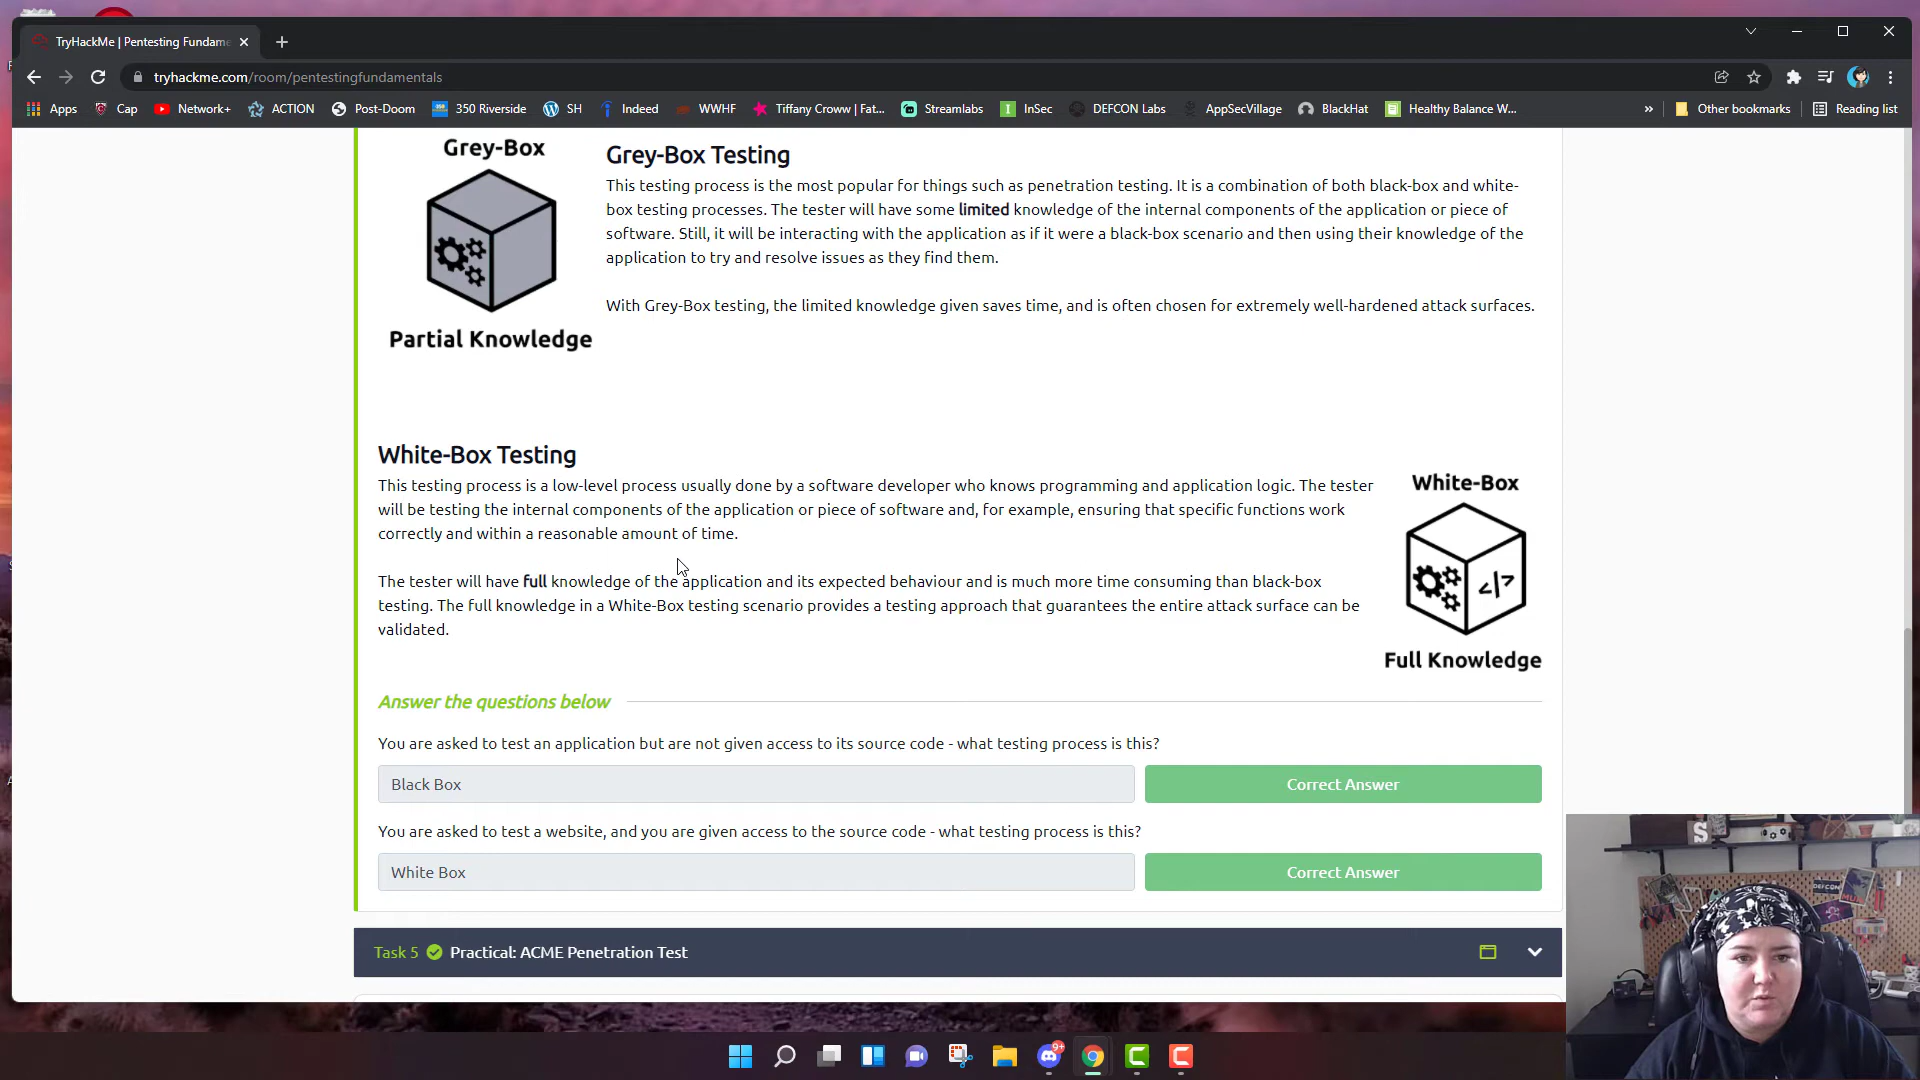 TryHackMe | Pentesting Fundame
tryhackme.com/room/pentestingfundamentals
Apps
Cap
Network+
ACTION
Post-Doom
350 Riverside
SH
Indeed
WWHF
Tiffany Croww | Fat...
Streamlabs
InSec
DEFCON Labs
AppSecVillage
BlackHat
Healthy Balance W...
»
Other bookmarks
Reading list
Grey-Box
Partial Knowledge
Grey-Box Testing
This testing process is the most popular for things such as penetration testing. It is a combination of both black-box and white-
box testing processes. The tester will have some limited knowledge of the internal components of the application or piece of
software. Still, it will be interacting with the application as if it were a black-box scenario and then using their knowledge of the
application to try and resolve issues as they find them.
With Grey-Box testing, the limited knowledge given saves time, and is often chosen for extremely well-hardened attack surfaces.
White-Box Testing
This testing process is a low-level process usually done by a software developer who knows programming and application logic. The tester
will be testing the internal components of the application or piece of software and, for example, ensuring that specific functions work
correctly and within a reasonable amount of time.
The tester will have full knowledge of the application and its expected behaviour and is much more time consuming than black-box
testing. The full knowledge in a White-Box testing scenario provides a testing approach that guarantees the entire attack surface can be
validated.
White-Box
</>
Full Knowledge
Answer the questions below
You are asked to test an application but are not given access to its source code - what testing process is this?
Black Box
Correct Answer
You are asked to test a website, and you are given access to the source code - what testing process is this?
White Box
Correct Answer
Task 5
Practical: ACME Penetration Test
S
DEFCON
9+